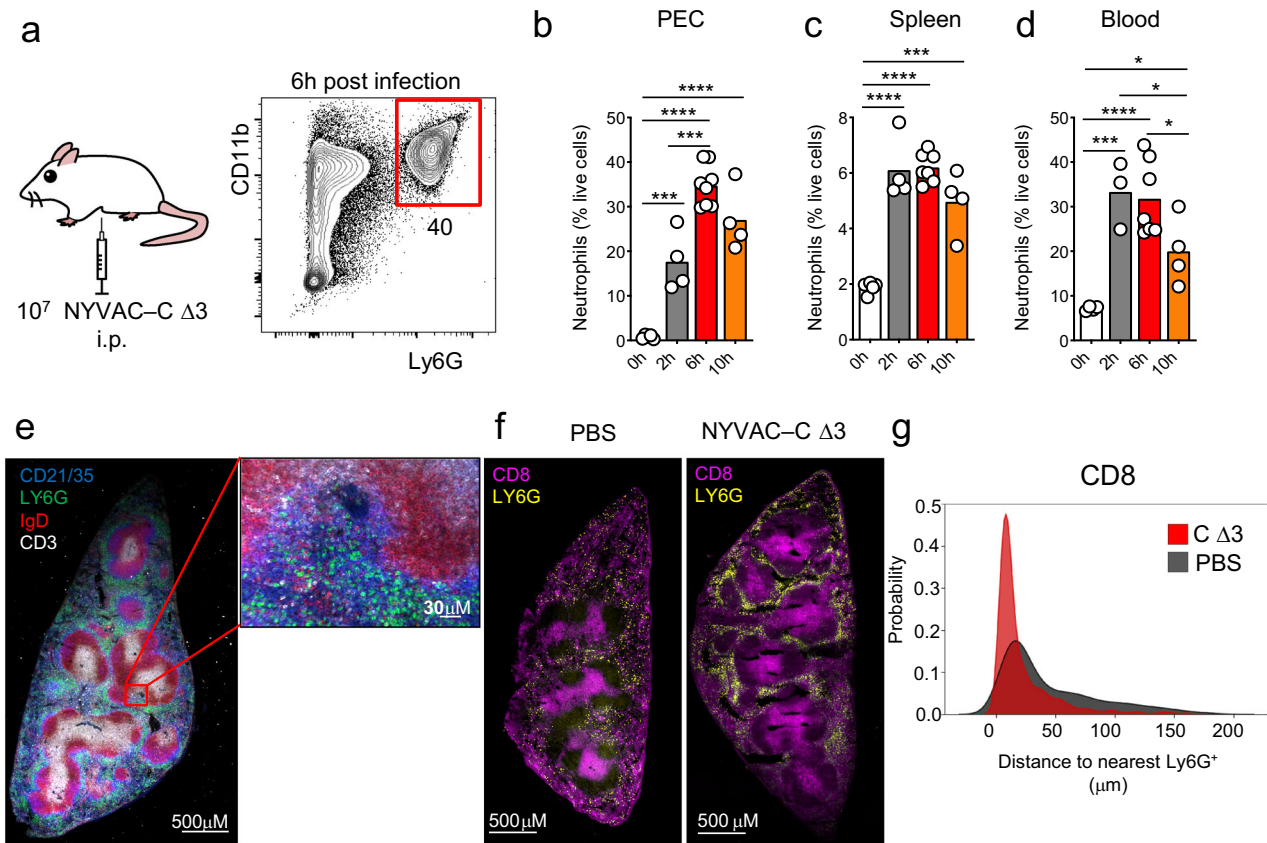 a
6h post infection
CD11b
40
Ly6G
10⁷ NYVAC–C Δ3
i.p.
b
PEC
Neutrophils (% live cells)
50
40
30
20
10
0
****
****
***
***
0h
2h
6h
10h
c
Spleen
Neutrophils (% live cells)
8
6
4
2
0
***
****
****
0h
2h
6h
10h
d
Blood
Neutrophils (% live cells)
50
40
30
20
10
0
*
*
****
*
***
0h
2h
6h
10h
e
CD21/35
LY6G
IgD
CD3
500µM
30µM
f
PBS
CD8
LY6G
500µM
NYVAC–C Δ3
CD8
LY6G
g
CD8
Probability
0.5
0.4
0.3
0.2
0.1
0.0
C Δ3
PBS
0
50
100
150
200
Distance to nearest Ly6G⁺
(µm)